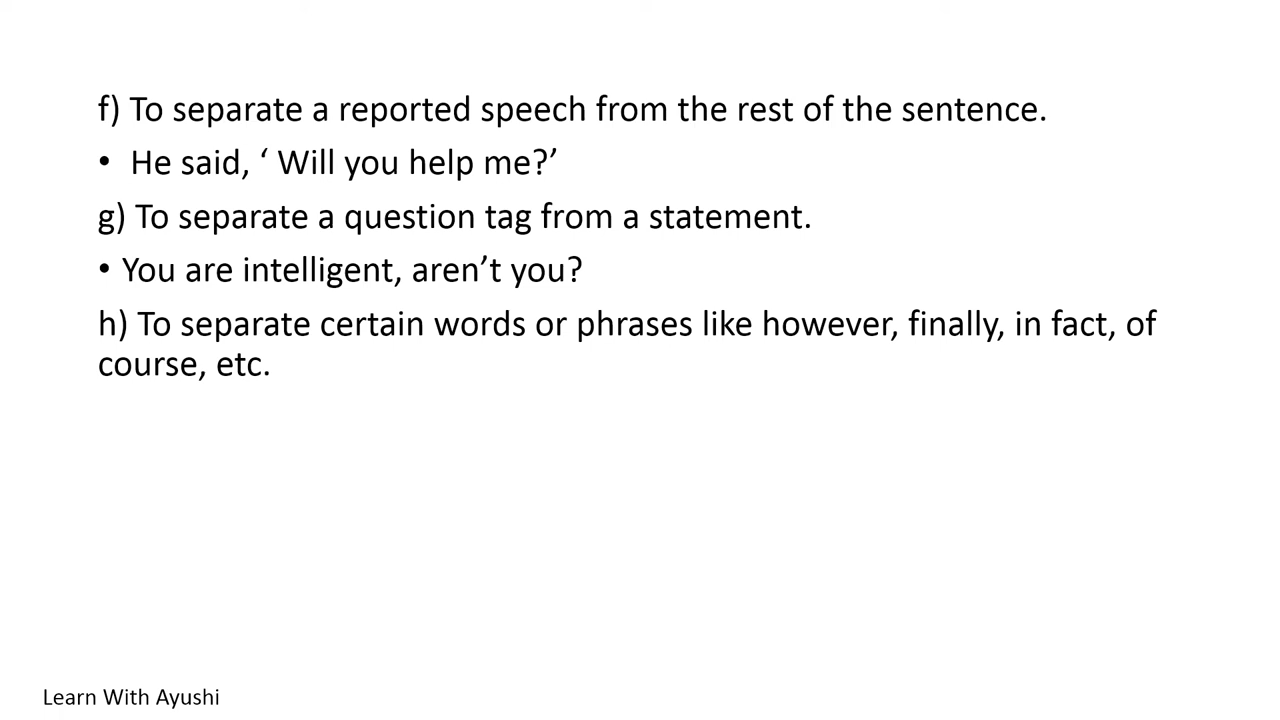 f) To separate a reported speech from the rest of the sentence.
• He said, ‘ Will you help me?’
g) To separate a question tag from a statement.
• You are intelligent, aren’t you?
h) To separate certain words or phrases like however, finally, in fact, of
course, etc.
Learn With Ayushi